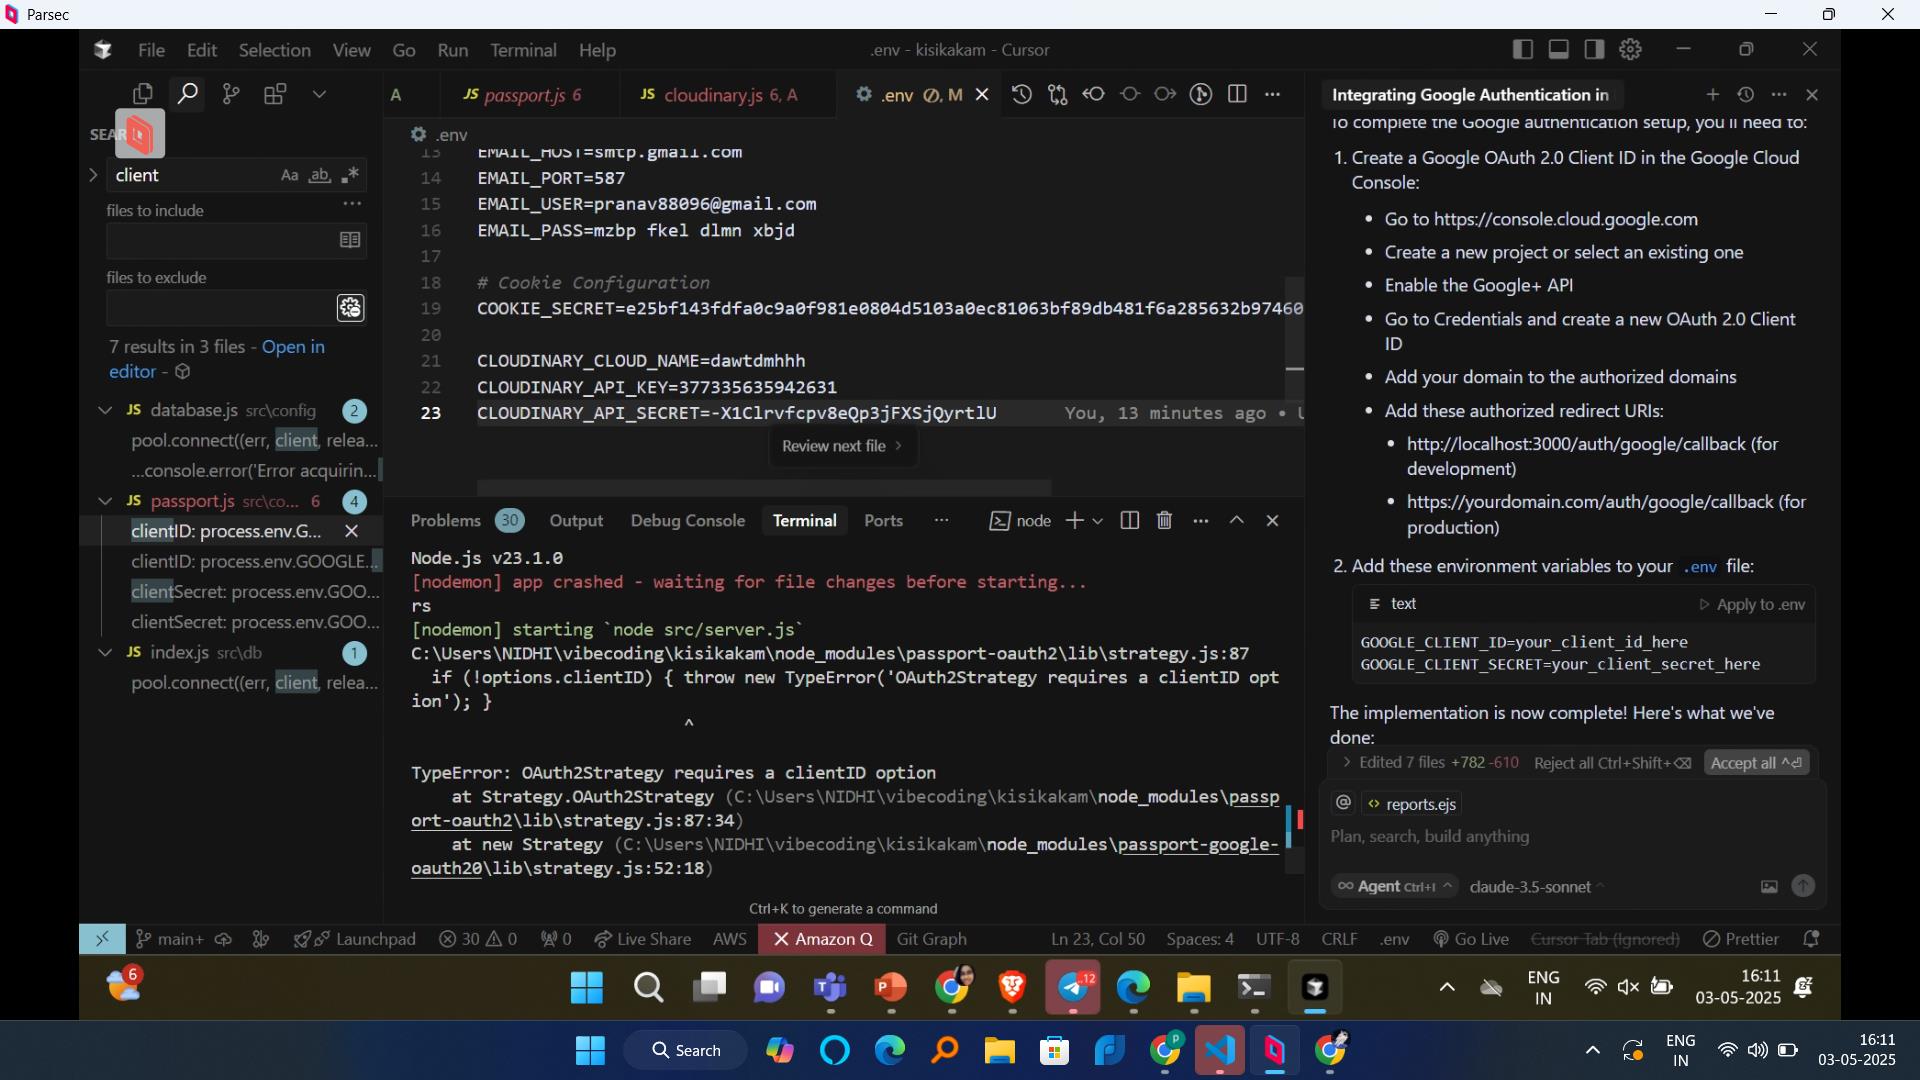 Parsec
File Edit Selection View Go Run Terminal Help
.env - kisikakam - Cursor
A
JS passport.js 6
JS cloudinary.js 6, A
.env M
Integrating Google Authentication in
SEAR
.env
client
Aa ab
files to include
files to exclude
7 results in 3 files - Open in
editor -
JS database.js src\config 2
pool.connect((err, client, relea...
...console.error('Error acquirin...
JS passport.js src\co... 6 4
clientID: process.env.G...
clientID: process.env.GOOGLE...
clientSecret: process.env.GOO...
clientSecret: process.env.GOO...
JS index.js src\db 1
pool.connect((err, client, relea...
13 EMAIL_HOST=smtp.gmail.com
14 EMAIL_PORT=587
15 EMAIL_USER=pranav88096@gmail.com
16 EMAIL_PASS=mzbp fkel dlmn xbjd
17
18 # Cookie Configuration
19 COOKIE_SECRET=e25bf143fdfa0c9a0f981e0804d5103a0ec81063bf89db481f6a285632b97460
20
21 CLOUDINARY_CLOUD_NAME=dawtdmhhh
22 CLOUDINARY_API_KEY=377335635942631
23 CLOUDINARY_API_SECRET=-X1Clrvfcpv8eQp3jFXSjQyrtlU You, 13 minutes ago •
Review next file
Problems 30 Output Debug Console Terminal Ports
node
Node.js v23.1.0
[nodemon] app crashed - waiting for file changes before starting...
rs
[nodemon] starting `node src/server.js`
C:\Users\NIDHI\vibecoding\kisikakam\node_modules\passport-oauth2\lib\strategy.js:87
if (!options.clientID) { throw new TypeError('OAuth2Strategy requires a clientID opt
ion'); }
^
TypeError: OAuth2Strategy requires a clientID option
at Strategy.OAuth2Strategy (C:\Users\NIDHI\vibecoding\kisikakam\node_modules\passp
ort-oauth2\lib\strategy.js:87:34)
at new Strategy (C:\Users\NIDHI\vibecoding\kisikakam\node_modules\passport-google-
oauth20\lib\strategy.js:52:18)
Ctrl+K to generate a command
To complete the Google authentication setup, you'll need to:
1. Create a Google OAuth 2.0 Client ID in the Google Cloud
Console:
• Go to https://console.cloud.google.com
• Create a new project or select an existing one
• Enable the Google+ API
• Go to Credentials and create a new OAuth 2.0 Client
ID
• Add your domain to the authorized domains
• Add these authorized redirect URIs:
• http://localhost:3000/auth/google/callback (for
development)
• https://yourdomain.com/auth/google/callback (for
production)
2. Add these environment variables to your .env file:
text
Apply to .env
GOOGLE_CLIENT_ID=your_client_id_here
GOOGLE_CLIENT_SECRET=your_client_secret_here
The implementation is now complete! Here's what we've
done:
Edited 7 files +782 -610 Reject all Ctrl+Shift+⌫ Accept all ^⏎
@ reports.ejs
Plan, search, build anything
∞ Agent Ctrl+I claude-3.5-sonnet
main+ Launchpad 30 0 0 Live Share AWS Amazon Q Git Graph Ln 23, Col 50 Spaces: 4 UTF-8 CRLF .env Go Live Cursor Tab (Ignored) Prettier
6
12
ENG
IN
16:11
03-05-2025
Search
P
ENG
IN
16:11
03-05-2025